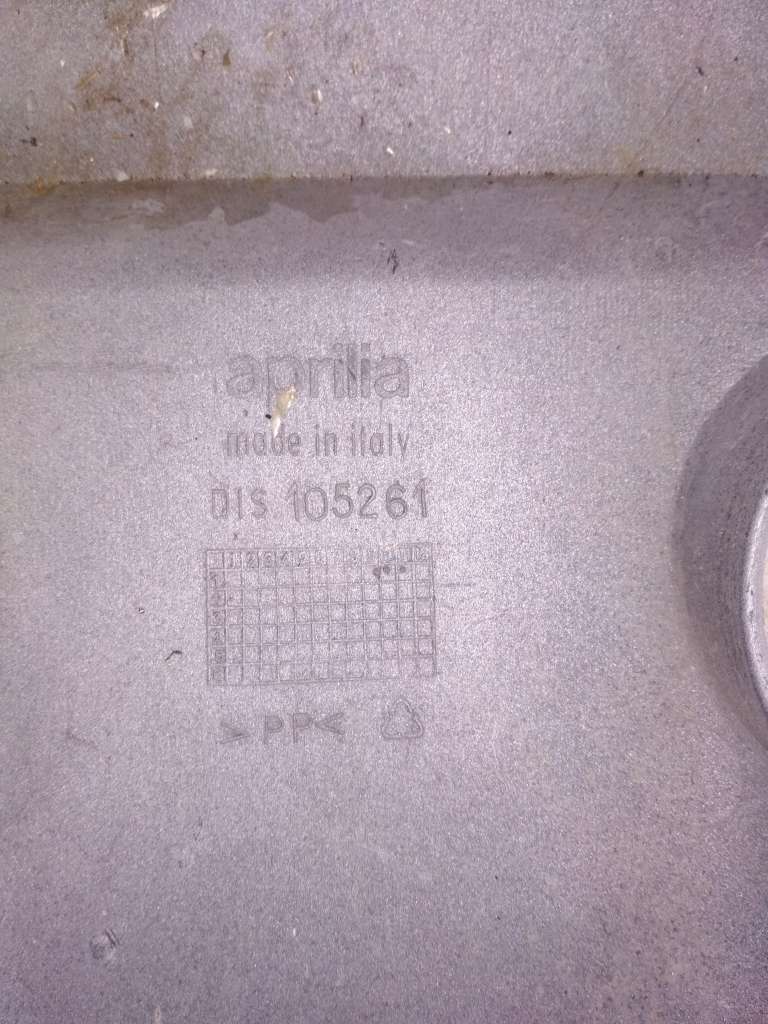 aprilia
made in italy
DIS 105261
>PP<